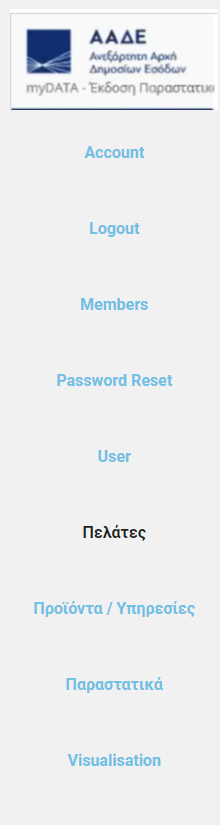 ΑΑΔΕ
Ανεξάρτητη Αρχή
Δημοσίων Εσόδων
myDATA - Έκδοση Παραστατικ
Account
Logout
Members
Password Reset
User
Πελάτες
Προϊόντα / Υπηρεσίες
Παραστατικά
Visualisation